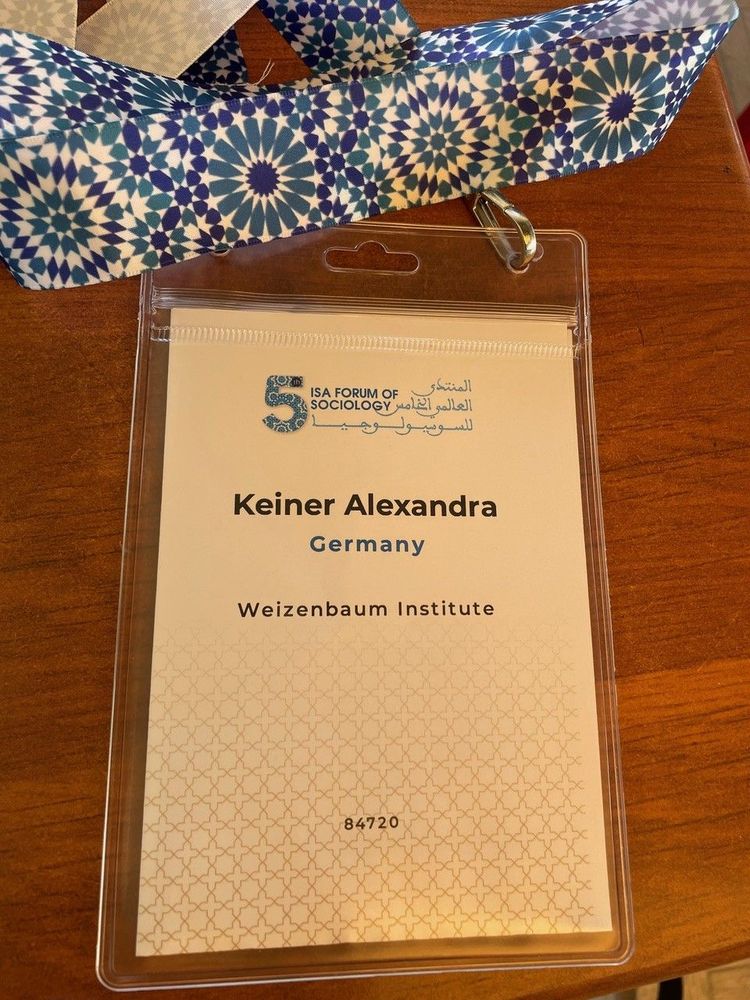 5th
ISA FORUM OF
SOCIOLOGY
المنتدى
العالمي الخامس
للسوسيولوجيا
Keiner Alexandra
Germany
Weizenbaum Institute
84720